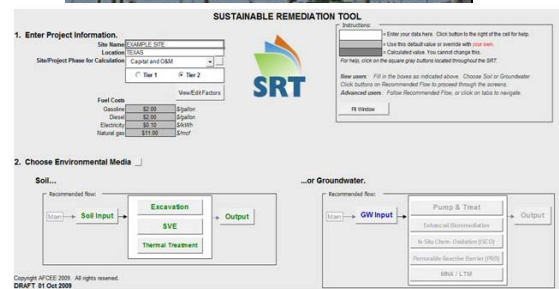 SUSTAINABLE REMEDIATION TOOL
1. Enter Project Information.
Site Name EXAMPLE SITE
Location TEXAS
Site/Project Phase for Calculation Capital and O&M
Tier 1 Tier 2
View/Edit Factors
Fuel Costs
Gasoline $2.00 $/gallon
Diesel $2.00 $/gallon
Electricity $0.10 $/kWh
Natural gas $11.00 $/mcf
SRT
Instructions:
= Enter your data here. Click button to the right of the cell for help.
= Use this default value or override with your own.
= Calculated value. You cannot change this.
For help, click on the square gray buttons located throughout the SRT.
New users: Fill in the boxes as indicated above. Choose Soil or Groundwater.
Click buttons on Recommended Flow to proceed through the screens.
Advanced users: Follow Recommended Flow, or click on tabs to navigate.
Fit Window
2. Choose Environmental Media
Soil...
Recommended flow:
Main
Soil Input
Excavation
SVE
Thermal Treatment
Output
...or Groundwater.
Recommended flow:
Main
GW Input
Pump & Treat
Enhanced Bioremediation
In Situ Chem. Oxidation (ISCO)
Permeable Reactive Barrier (PRB)
MNA / LTM
Output
Copyright AFCEE 2009. All rights reserved.
DRAFT 01 Oct 2009